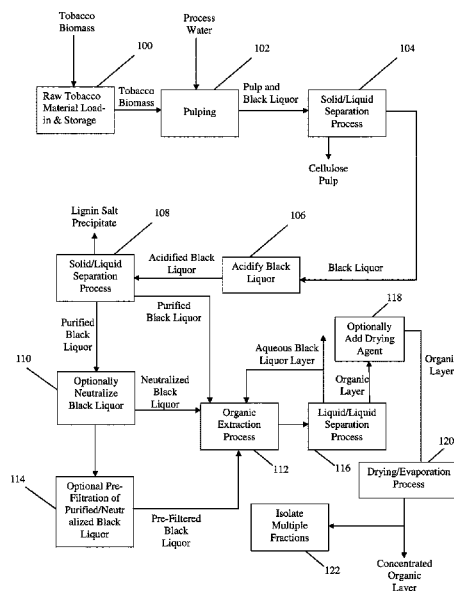 Tobacco
Biomass
Process
Water
100
102
104
Raw Tobacco
Material Load-
in & Storage
Tobacco
Biomass
Pulping
Pulp and
Black Liquor
Solid/Liquid
Separation
Process
Cellulose
Pulp
Lignin Salt
Precipitate
108
106
Solid/Liquid
Separation
Process
Acidified Black
Liquor
Acidify Black
Liquor
Black Liquor
118
Purified
Black
Liquor
Purified
Black Liquor
Aqueous Black
Liquor Layer
Optionally
Add Drying
Agent
110
Optionally
Neutralize
Black Liquor
Neutralized
Black
Liquor
Organic
Extraction
Process
Organic
Layer
Liquid/Liquid
Separation
Process
Organic
Layer
112
116
120
114
Optional Pre-
Filtration of
Purified/Neutr
alized Black
Liquor
Pre-Filtered
Black
Liquor
Drying/Evaporation
Process
Isolate
Multiple
Fractions
122
Concentrated
Organic
Layer